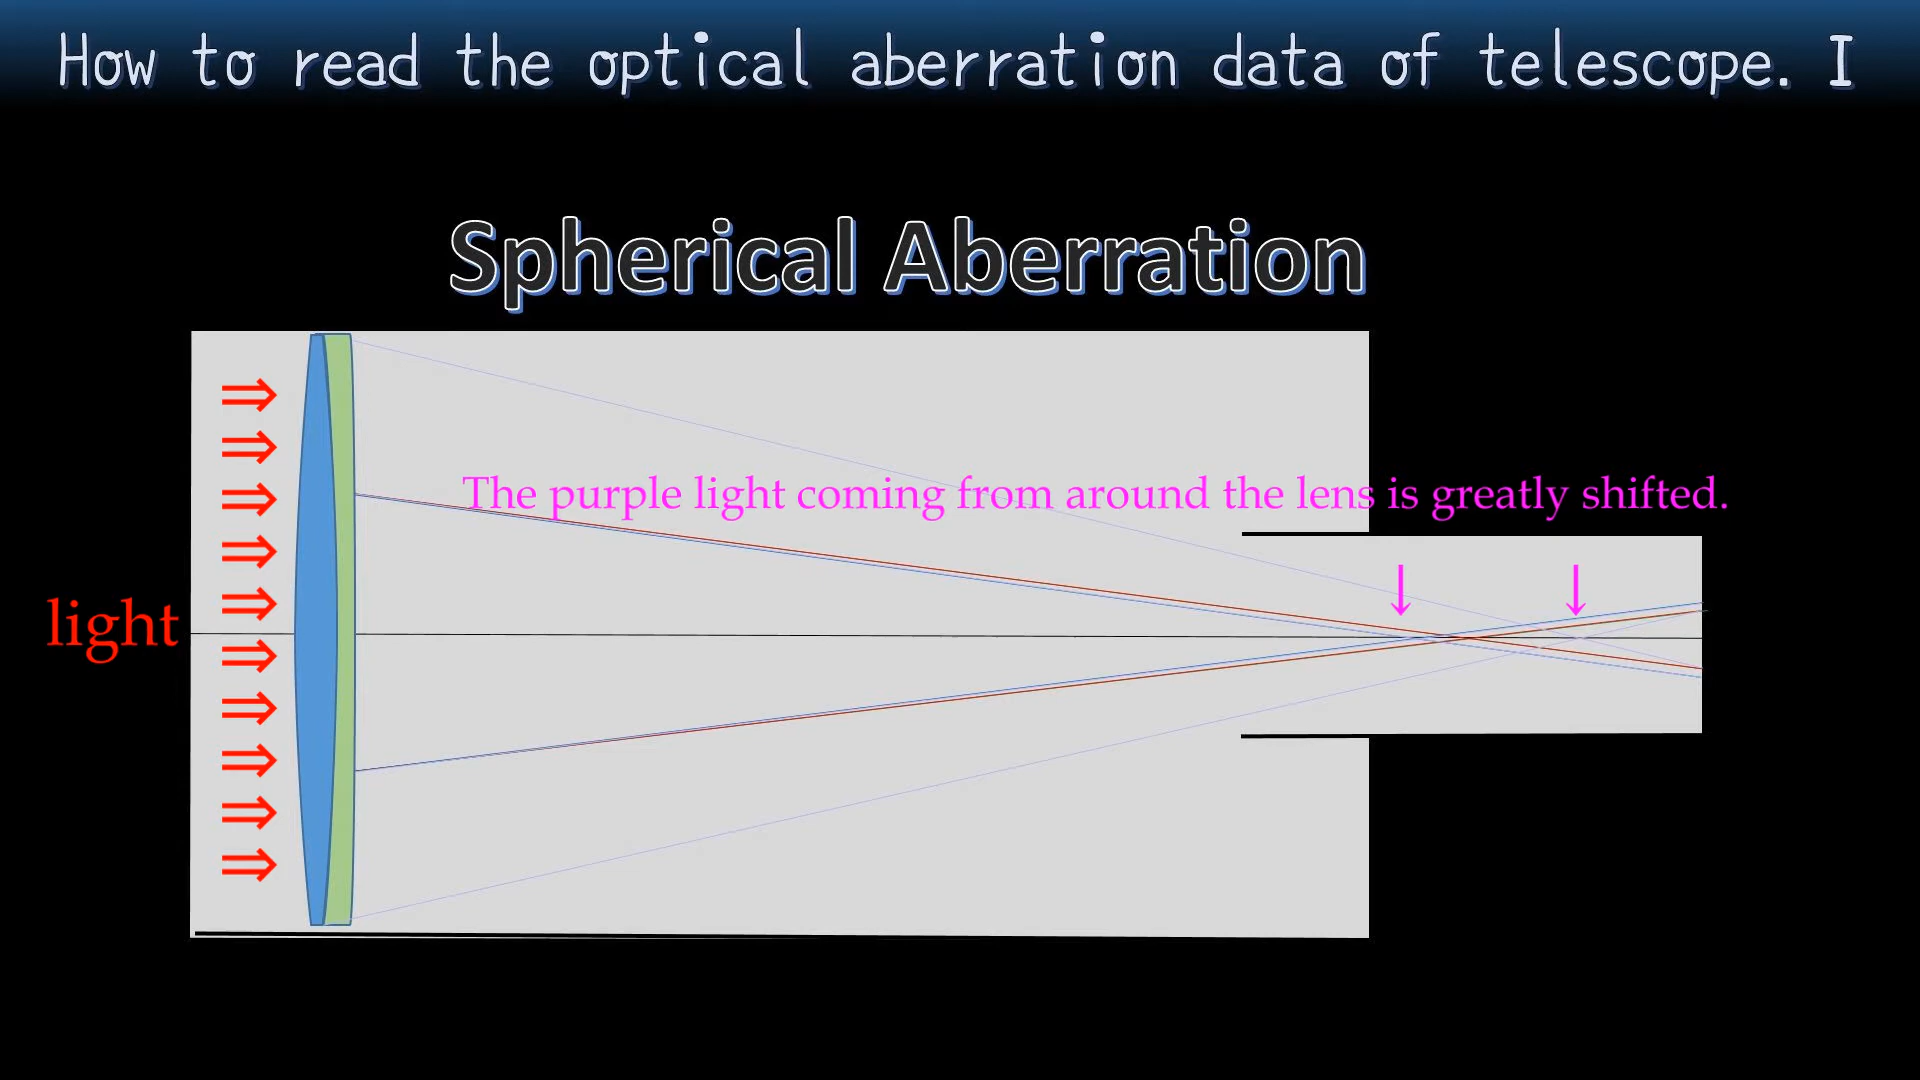 How to read the optical aberration data of telescope. I
Spherical Aberration
The purple light coming from around the lens is greatly shifted.
light